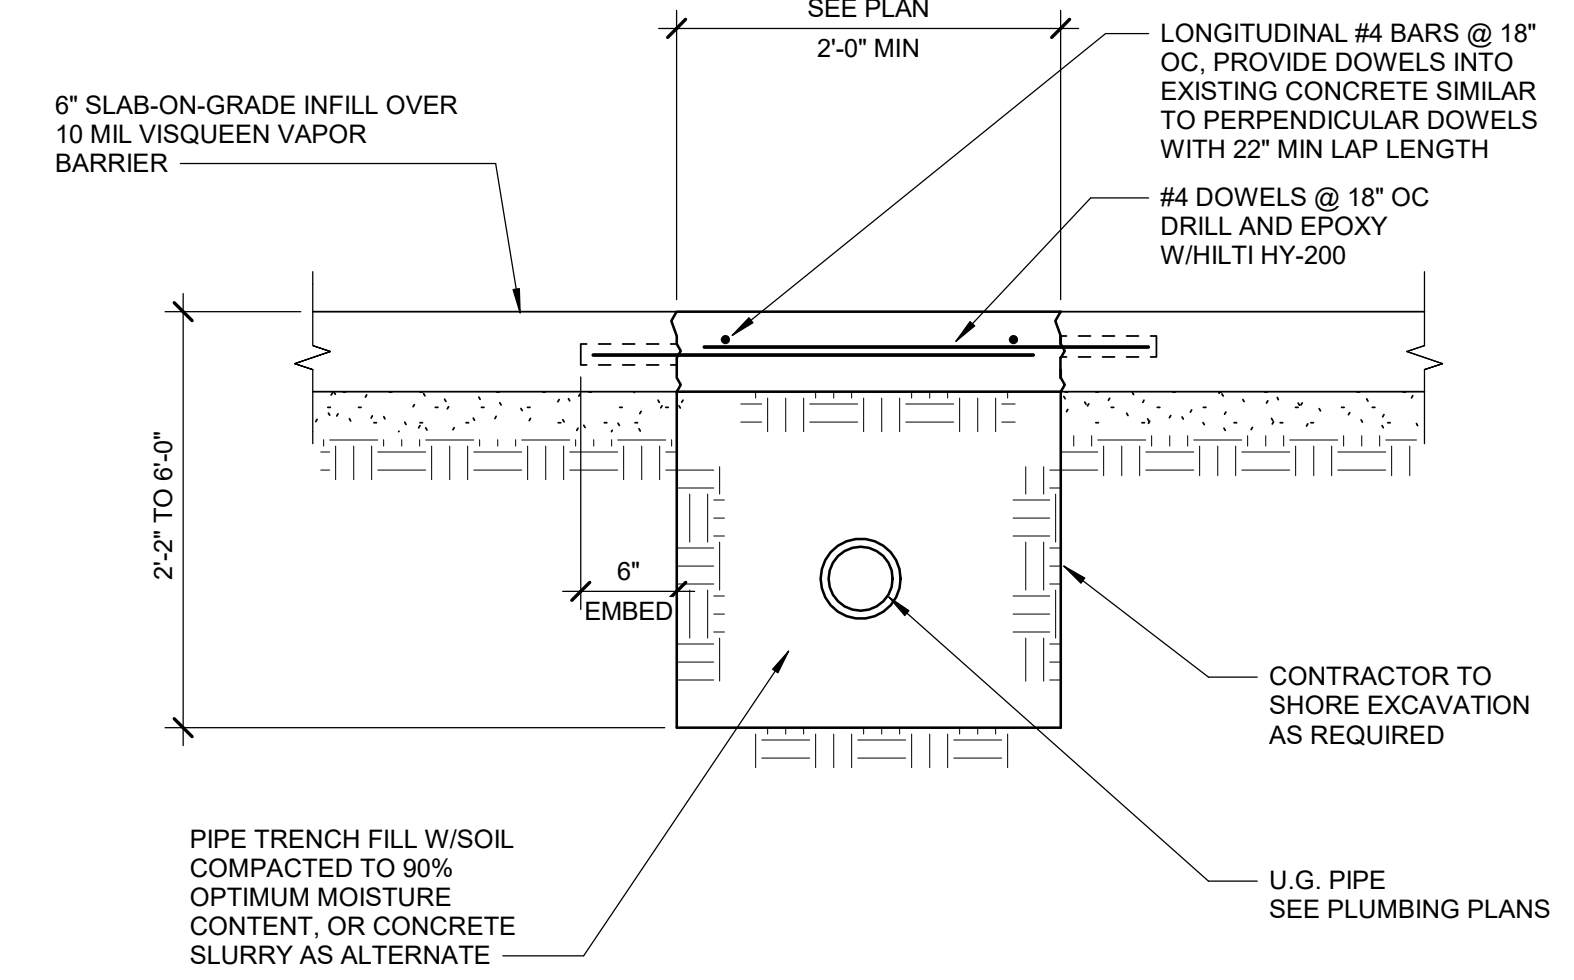 SEE PLAN
2'-0" MIN
LONGITUDINAL #4 BARS @ 18"
OC, PROVIDE DOWELS INTO
EXISTING CONCRETE SIMILAR
TO PERPENDICULAR DOWELS
WITH 22" MIN LAP LENGTH
6" SLAB-ON-GRADE INFILL OVER
10 MIL VISQUEEN VAPOR
BARRIER
#4 DOWELS @ 18" OC
DRILL AND EPOXY
W/HILTI HY-200
2'-2" TO 6'-0"
6"
EMBED
CONTRACTOR TO
SHORE EXCAVATION
AS REQUIRED
PIPE TRENCH FILL W/SOIL
COMPACTED TO 90%
OPTIMUM MOISTURE
CONTENT, OR CONCRETE
SLURRY AS ALTERNATE
U.G. PIPE
SEE PLUMBING PLANS